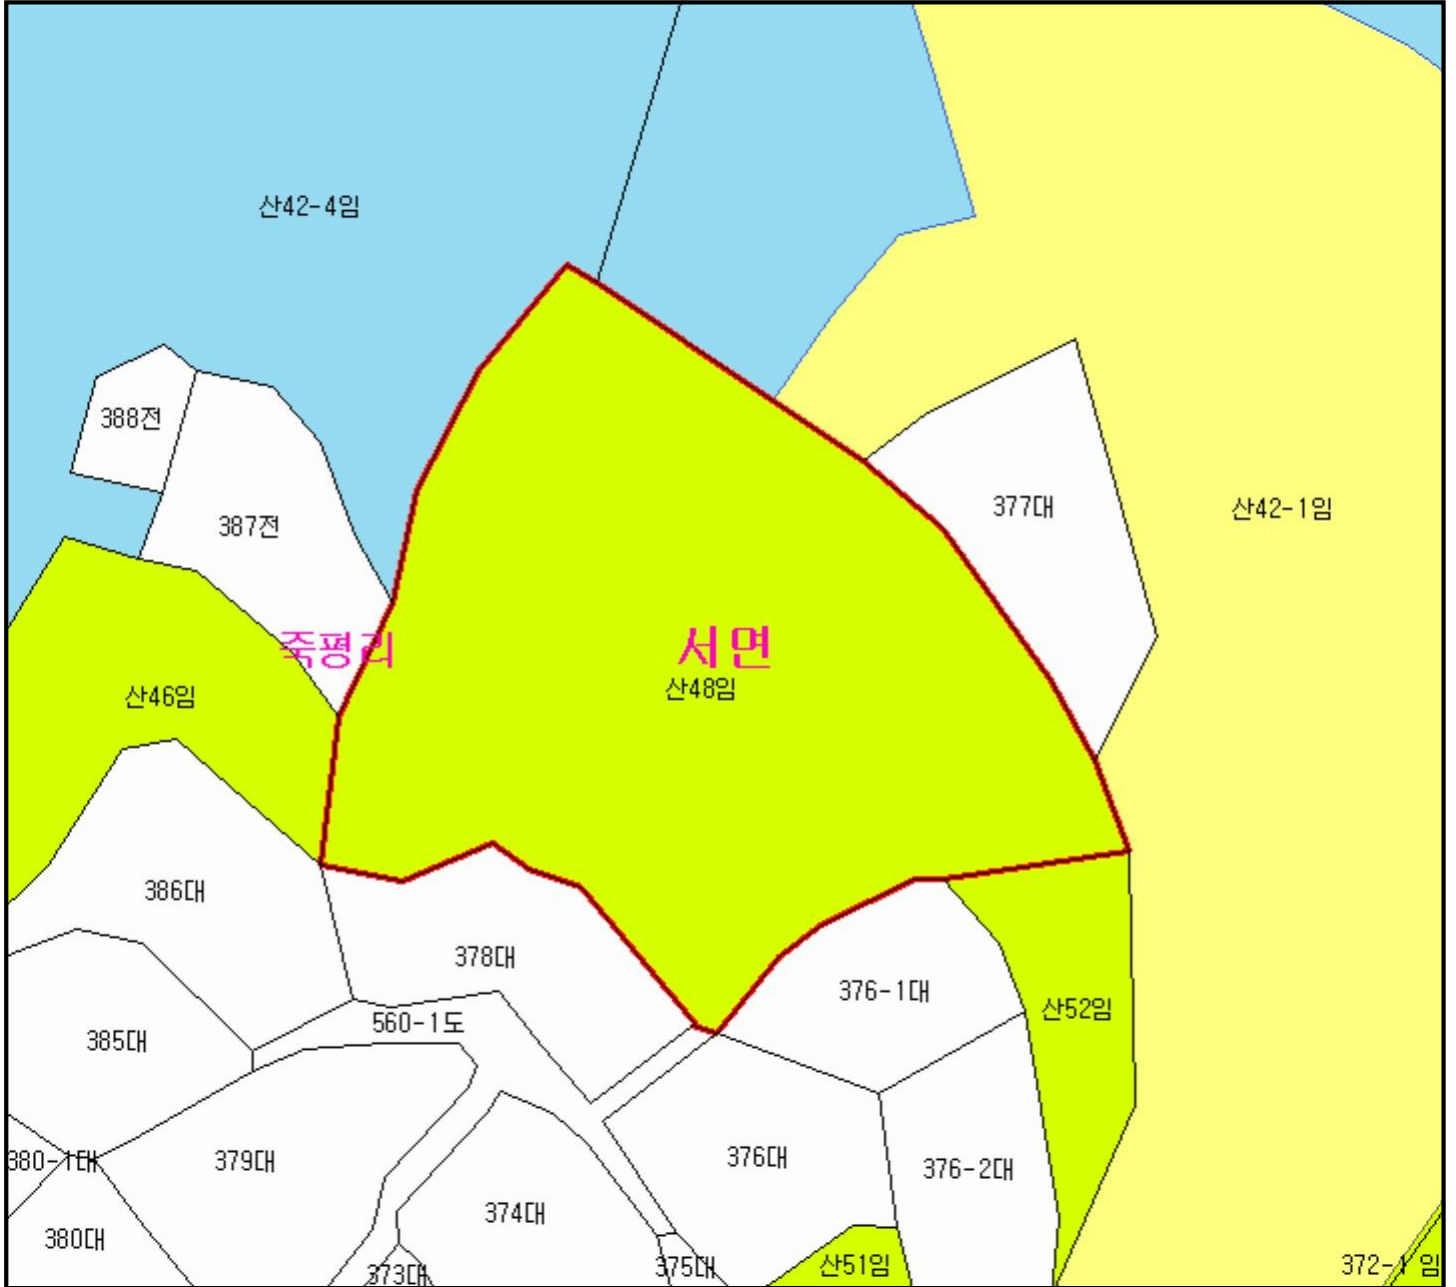 산42-4임
388전
377대
산42-1임
387전
죽평리
서면
산48임
산46임
386대
378대
376-1대
산52임
560-1도
385대
380-1대
379대
376대
376-2대
374대
380대
373대
375대
산51임
372-1 임